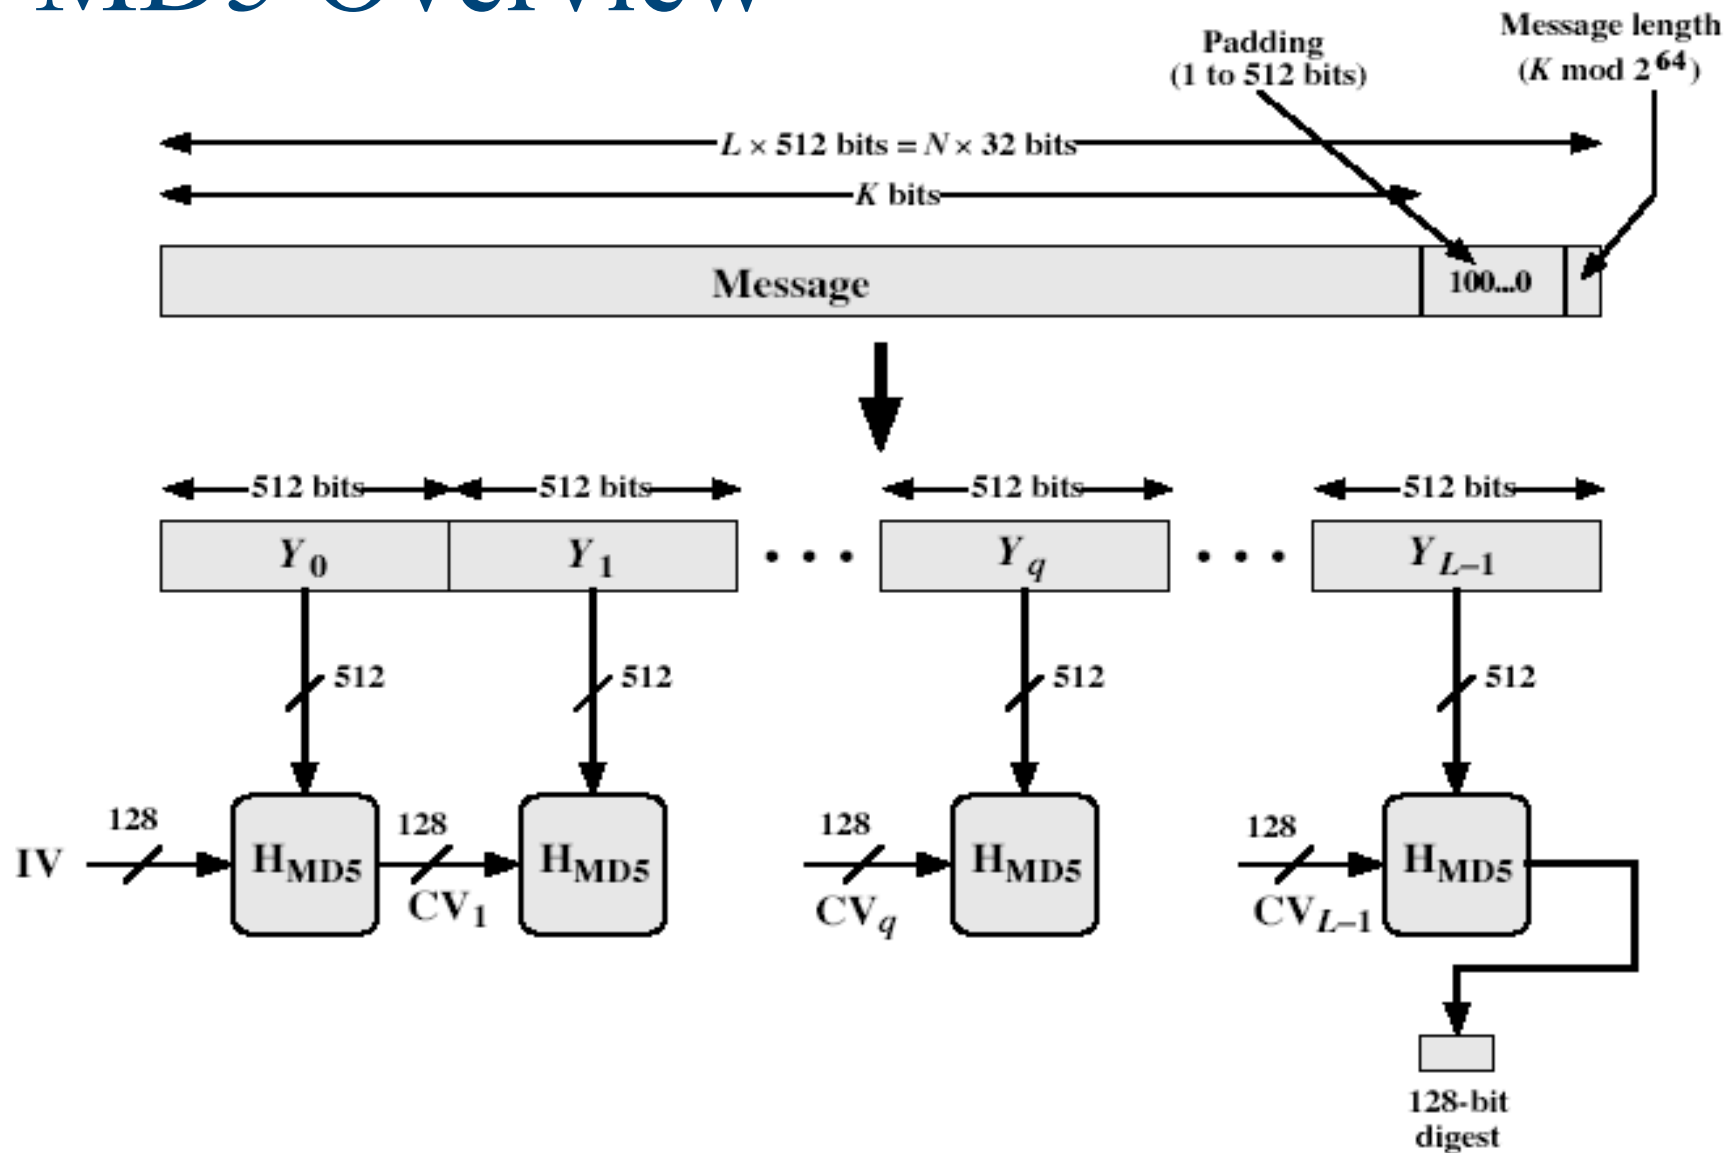 MD5 Overview
Padding
(1 to 512 bits)
Message length
(K mod 2^64)
L × 512 bits = N × 32 bits
K bits
Message
100...0
512 bits
512 bits
512 bits
512 bits
Y0
Y1
• • •
Yq
• • •
YL–1
512
512
512
512
IV
128
HMD5
128
CV1
HMD5
128
CVq
HMD5
128
CVL–1
HMD5
128-bit
digest